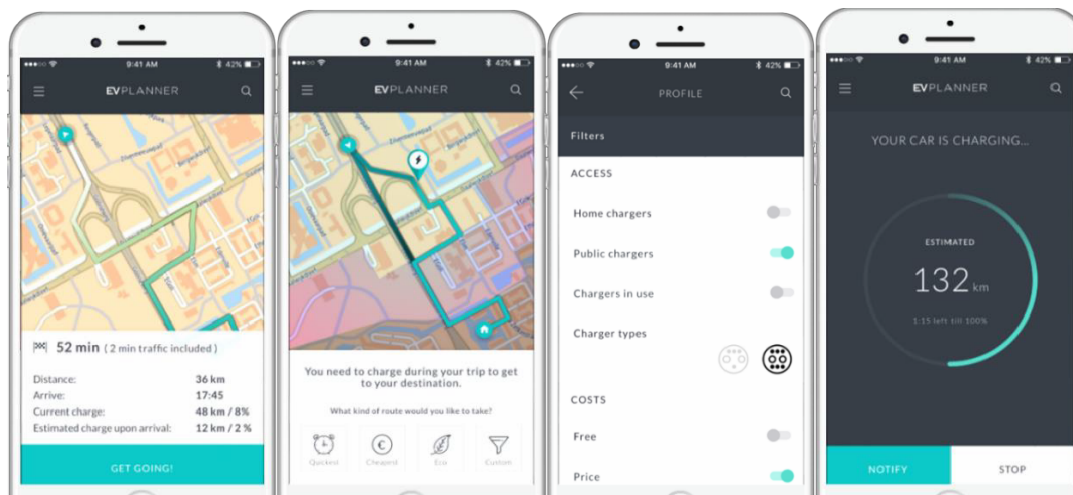 9:41 AM
42%
EVPLANNER
52 min ( 2 min traffic included )
Distance: 36 km
Arrive: 17:45
Current charge: 48 km / 8%
Estimated charge upon arrival: 12 km / 2 %
GET GOING!
9:41 AM
42%
EVPLANNER
You need to charge during your trip to get
to your destination.
What kind of route would you like to take?
Quickest
Cheapest
Eco
Custom
9:41 AM
42%
PROFILE
Filters
ACCESS
Home chargers
Public chargers
Chargers in use
Charger types
COSTS
Free
Price
9:41 AM
42%
EVPLANNER
YOUR CAR IS CHARGING...
ESTIMATED
132 km
1:15 left till 100%
NOTIFY
STOP